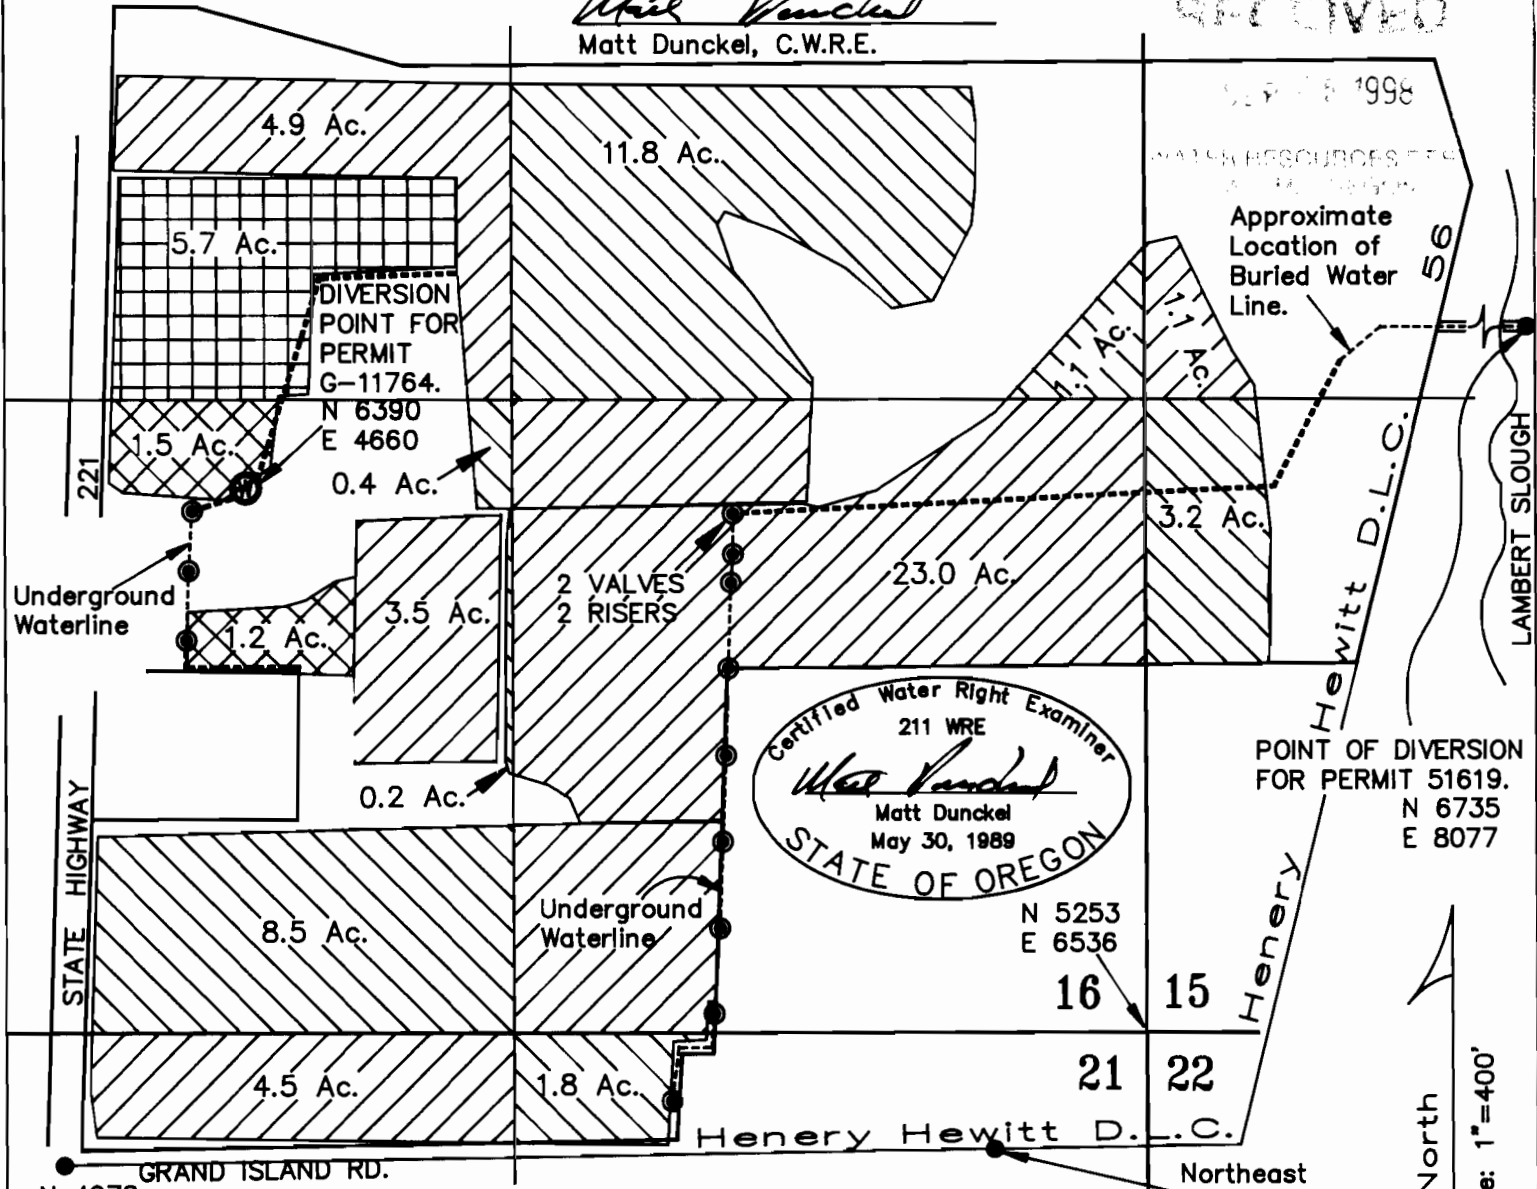 Matt Dunckel, C.W.R.E.
RECEIVED
1998
WATER RESOURCES
4.9 Ac.
11.8 Ac.
5.7 Ac.
Approximate
Location of
Buried Water
Line.
56
DIVERSION
POINT FOR
PERMIT
G-11764.
N 6390
E 4660
1.1 Ac.
1.1 Ac.
1.5 Ac.
0.4 Ac.
221
3.2 Ac.
LAMBERT SLOUGH
Underground
Waterline
2 VALVES
2 RISERS
23.0 Ac.
3.5 Ac.
1.2 Ac.
Henery Hewitt D.L.C.
Certified Water Right Examiner
211 WRE
Matt Dunckel
May 30, 1989
STATE OF OREGON
POINT OF DIVERSION
FOR PERMIT 51619.
N 6735
E 8077
0.2 Ac.
STATE HIGHWAY
8.5 Ac.
Underground
Waterline
N 5253
E 6536
16 15
21 22
4.5 Ac.
1.8 Ac.
Henery Hewitt D.L.C.
GRAND ISLAND RD.
Northeast
North
1"=400'